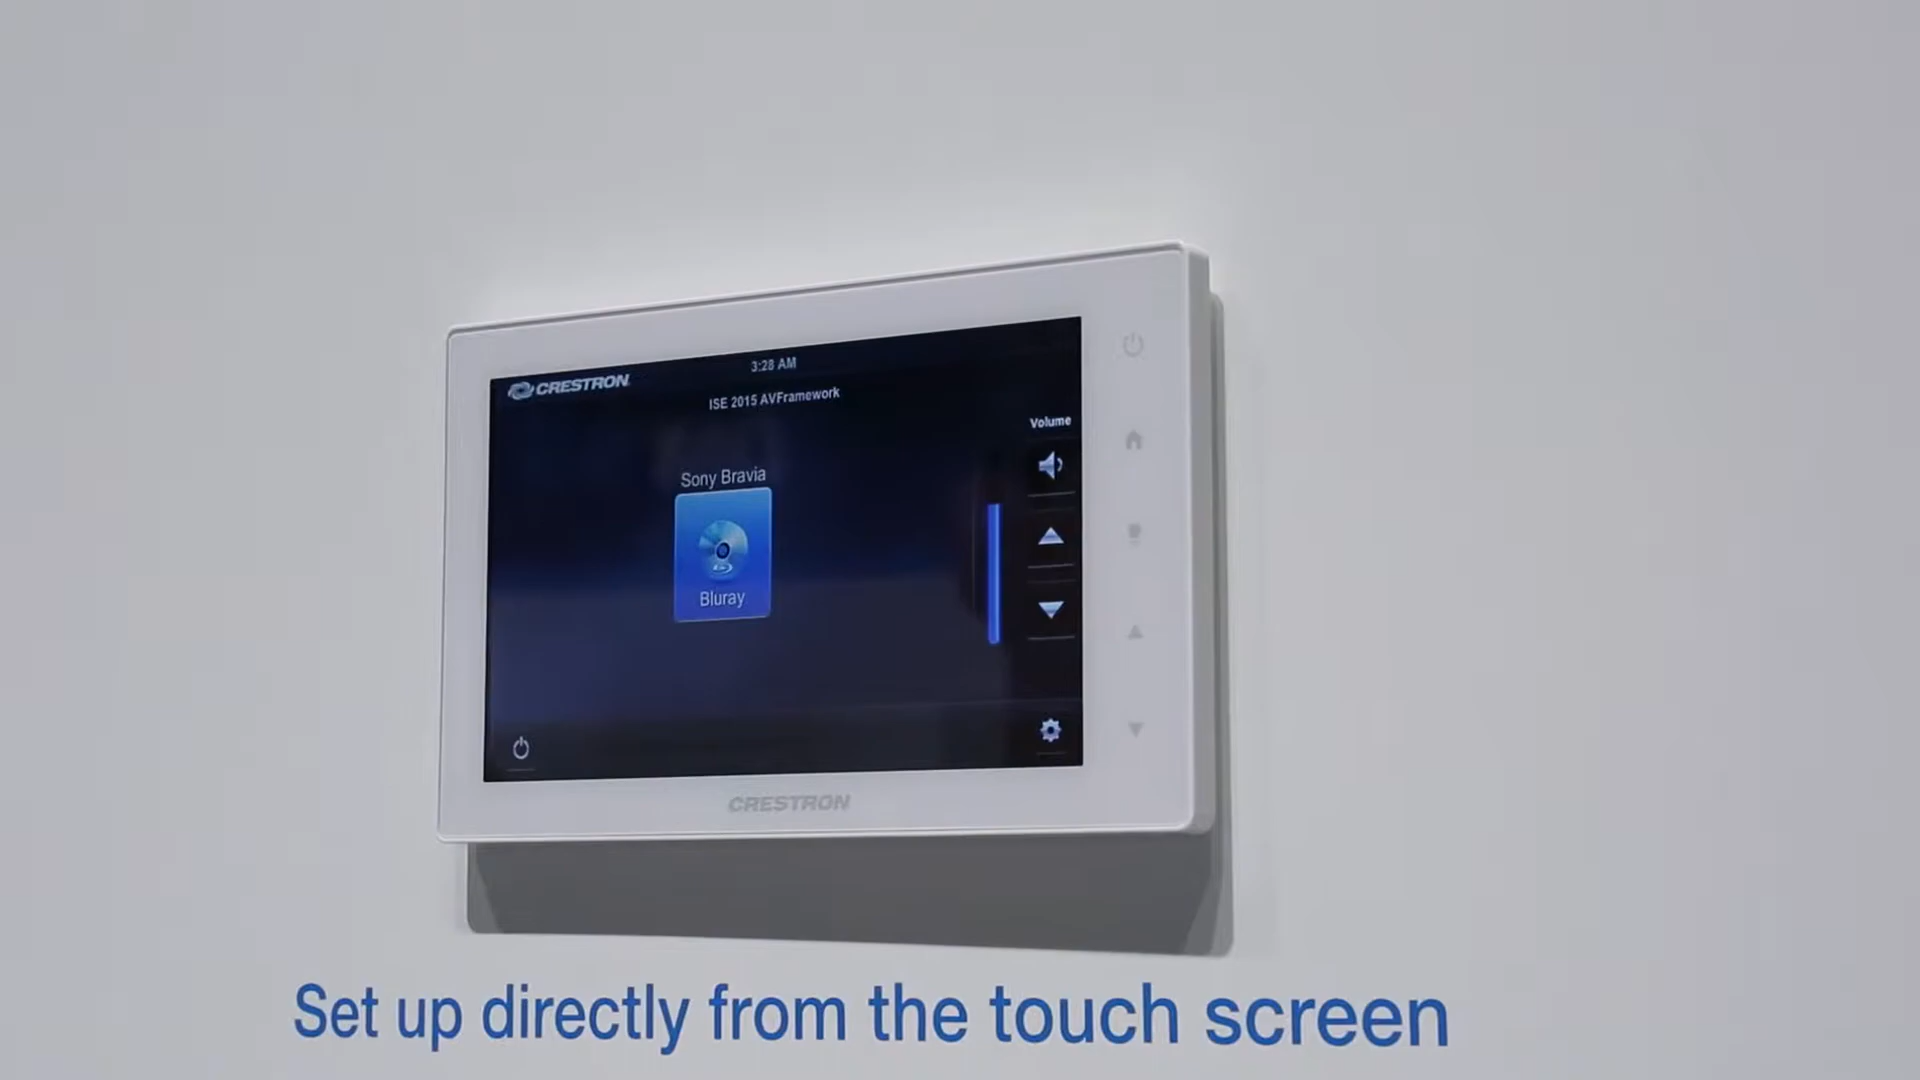 3:28 AM
CRESTRON
ISE 2015 AVFramework
Volume
Sony Bravia
Bluray
CRESTRON
Set up directly from the touch screen